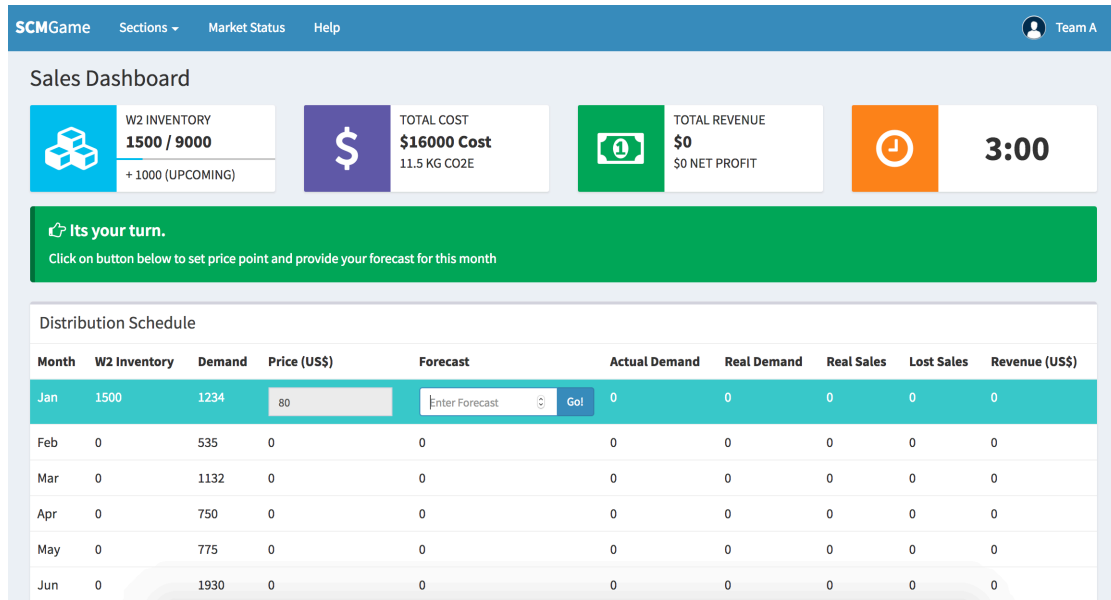 SCMGame Sections Market Status Help Team A
Sales Dashboard
W2 INVENTORY
1500 / 9000
+ 1000 (UPCOMING)
TOTAL COST
$16000 Cost
11.5 KG CO2E
TOTAL REVENUE
$0
$0 NET PROFIT
3:00
Its your turn.
Click on button below to set price point and provide your forecast for this month
Distribution Schedule
Month W2 Inventory Demand Price (US$) Forecast Actual Demand Real Demand Real Sales Lost Sales Revenue (US$)
Jan 1500 1234 80 Enter Forecast Go! 0 0 0 0 0
Feb 0 535 0 0 0 0 0 0 0
Mar 0 1132 0 0 0 0 0 0 0
Apr 0 750 0 0 0 0 0 0 0
May 0 775 0 0 0 0 0 0 0
Jun 0 1930 0 0 0 0 0 0 0